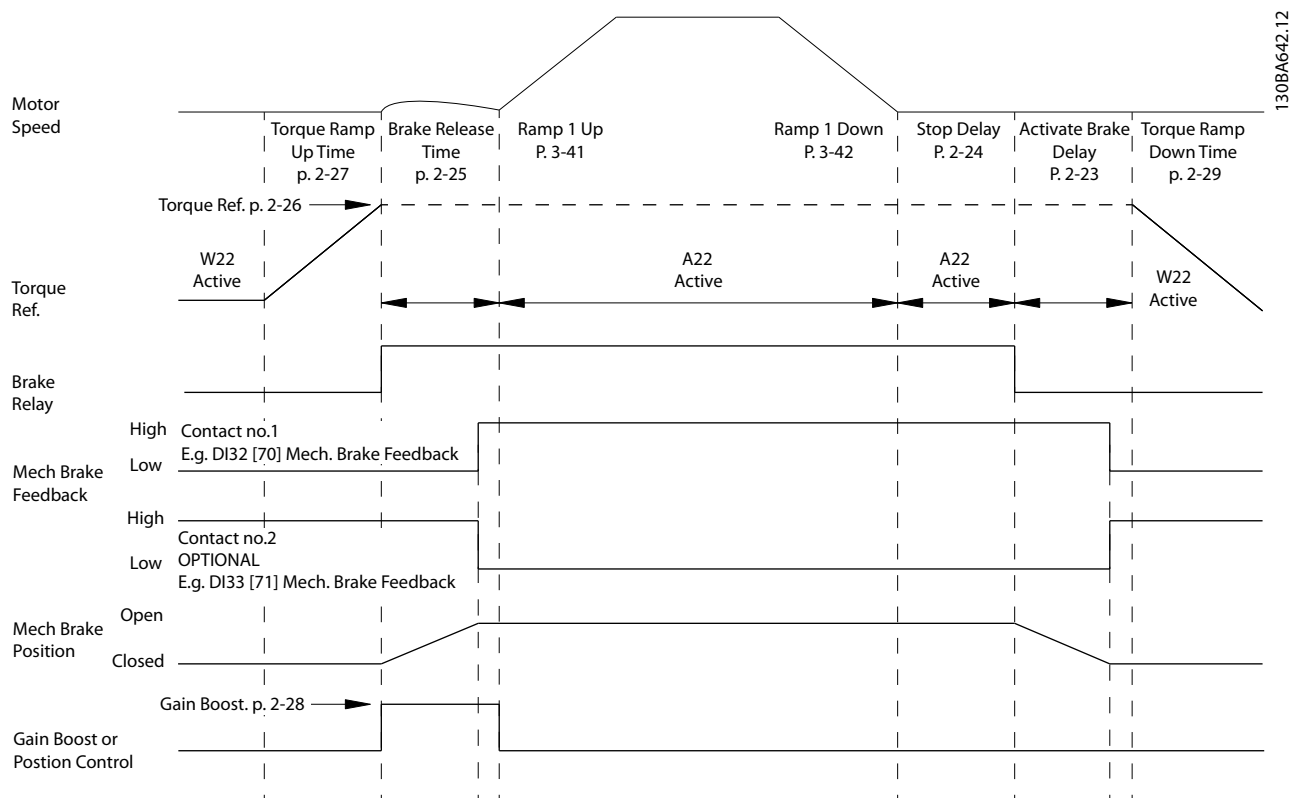 130BA642.12
Motor
Speed
Torque Ramp
Up Time
p. 2-27
Brake Release
Time
p. 2-25
Ramp 1 Up
P. 3-41
Ramp 1 Down
P. 3-42
Stop Delay
P. 2-24
Activate Brake
Delay
P. 2-23
Torque Ramp
Down Time
p. 2-29
Torque Ref. p. 2-26
Torque
Ref.
W22
Active
A22
Active
A22
Active
W22
Active
Brake
Relay
Mech Brake
Feedback
High
Low
Contact no.1
E.g. DI32 [70] Mech. Brake Feedback
High
Low
Contact no.2
OPTIONAL
E.g. DI33 [71] Mech. Brake Feedback
Mech Brake
Position
Open
Closed
Gain Boost. p. 2-28
Gain Boost or
Postion Control